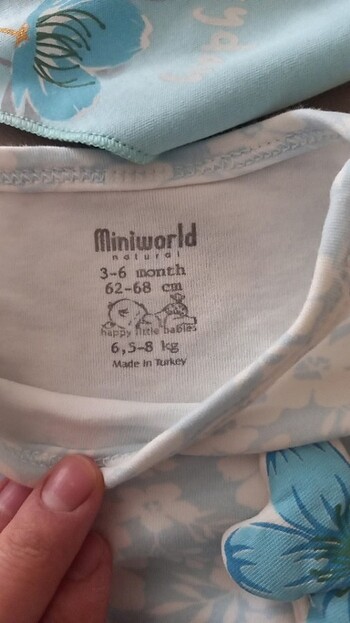 Miniworld
natural
3-6 month
62-68 cm
happy little babies
6,5-8 kg
Made in Turkey